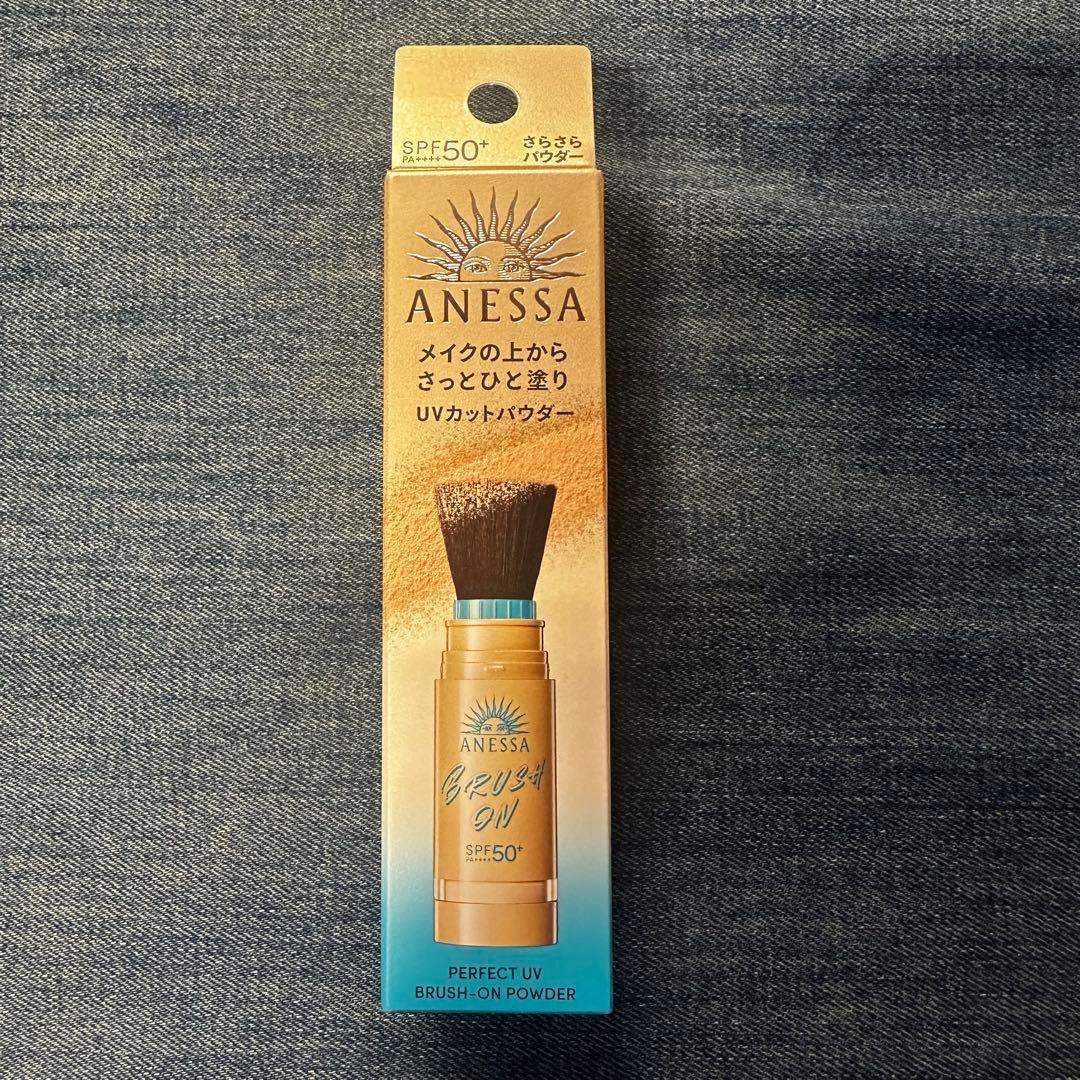 SPF50+
PA++++
さらさら
パウダー
ANESSA
メイクの上から
さっとひと塗り
UVカットパウダー
ANESSA
BRUSH
ON
SPF50+
PA++++
PERFECT UV
BRUSH-ON POWDER